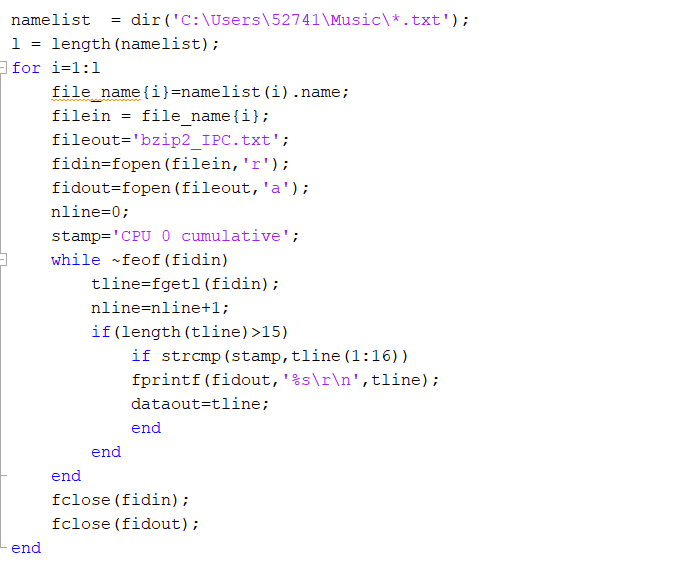 namelist  = dir('C:\Users\52741\Music\*.txt');
l = length(namelist);
for i=1:l
    file_name{i}=namelist(i).name;
    filein = file_name{i};
    fileout='bzip2_IPC.txt';
    fidin=fopen(filein,'r');
    fidout=fopen(fileout,'a');
    nline=0;
    stamp='CPU 0 cumulative';
    while ~feof(fidin)
        tline=fgetl(fidin);
        nline=nline+1;
        if(length(tline)>15)
            if strcmp(stamp,tline(1:16))
            fprintf(fidout,'%s\r\n',tline);
            dataout=tline;
            end
        end
    end
    fclose(fidin);
    fclose(fidout);
end